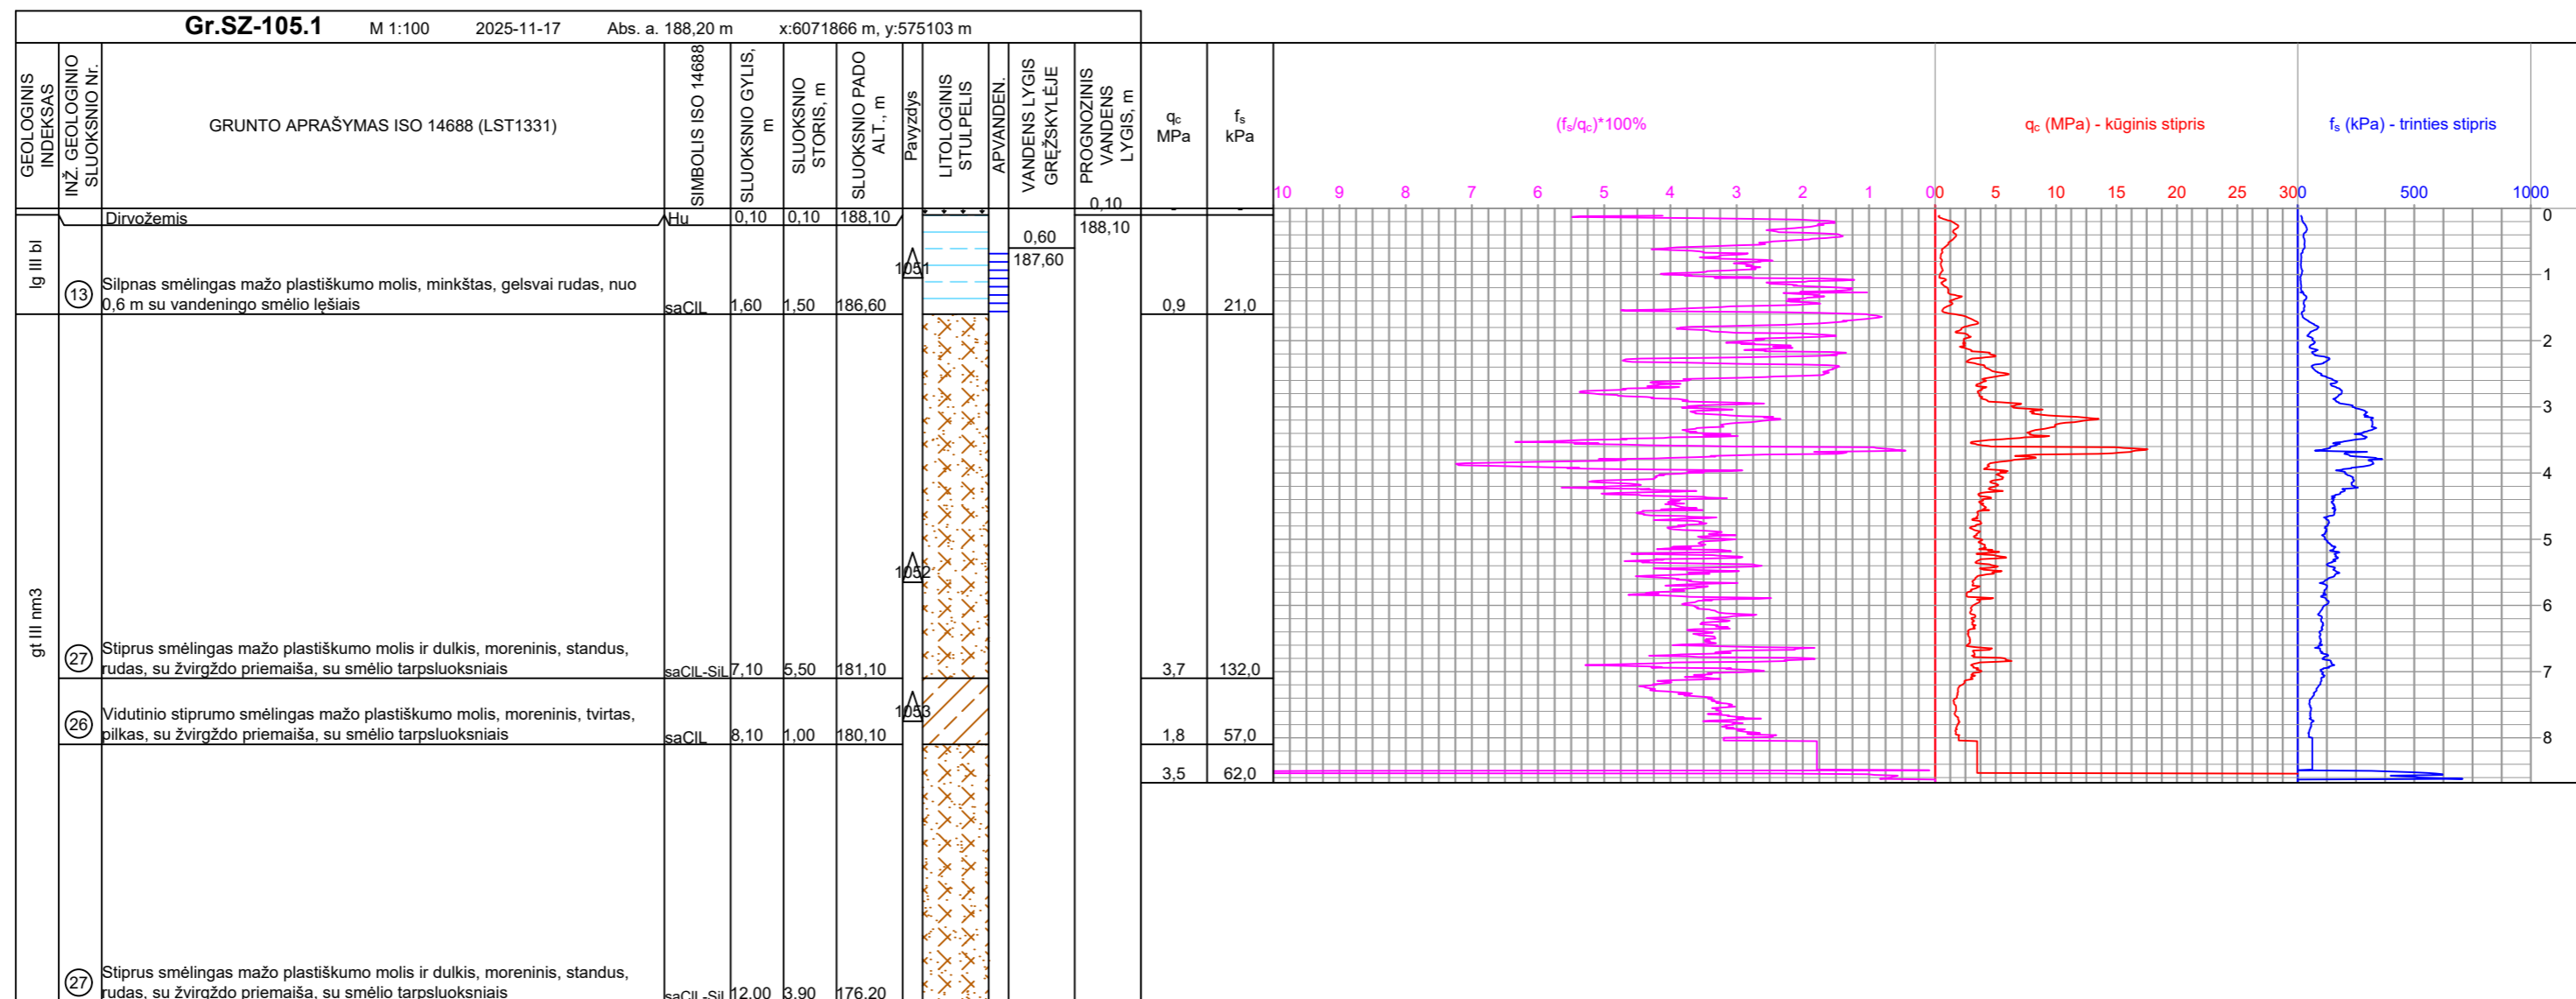 Gr.SZ-105.1 M 1:100 2025-11-17 Abs. a. 188,20 m x:6071866 m, y:575103 m
GEOLOGINIS
INDEKSAS
INŽ. GEOLOGINIO
SLUOKSNIO Nr.
GRUNTO APRAŠYMAS ISO 14688 (LST1331)
SIMBOLIS ISO 14688
SLUOKSNIO GYLIS,
m
SLUOKSNIO
STORIS, m
SLUOKSNIO PADO
ALT., m
Pavyzdys
LITOLOGINIS
STULPELIS
APVANDEN.
VANDENS LYGIS
GRĘŽSKYLĖJE
PROGNOZINIS
VANDENS
LYGIS, m
qc
MPa
fs
kPa
(fs/qc)*100%
qc (MPa) - kūginis stipris
fs (kPa) - trinties stipris
10 9 8 7 6 5 4 3 2 1 0
0 5 10 15 20 25 30
0 500 1000
0,10
188,10
Dirvožemis Hu 0,10 0,10 188,10
0,60
187,60
lg III bl
1051
13
Silpnas smėlingas mažo plastiškumo molis, minkštas, gelsvai rudas, nuo
0,6 m su vandeningo smėlio lęšiais saClL 1,60 1,50 186,60 0,9 21,0
gt III nm3
1052
27
Stiprus smėlingas mažo plastiškumo molis ir dulkis, moreninis, standus,
rudas, su žvirgždo priemaiša, su smėlio tarpsluoksniais saClL-SiL 7,10 5,50 181,10 3,7 132,0
1053
26
Vidutinio stiprumo smėlingas mažo plastiškumo molis, moreninis, tvirtas,
pilkas, su žvirgždo priemaiša, su smėlio tarpsluoksniais saClL 8,10 1,00 180,10 1,8 57,0
3,5 62,0
27
Stiprus smėlingas mažo plastiškumo molis ir dulkis, moreninis, standus,
rudas, su žvirgždo priemaiša, su smėlio tarpsluoksniais saClL-SiL 12,00 3,90 176,20
0
1
2
3
4
5
6
7
8